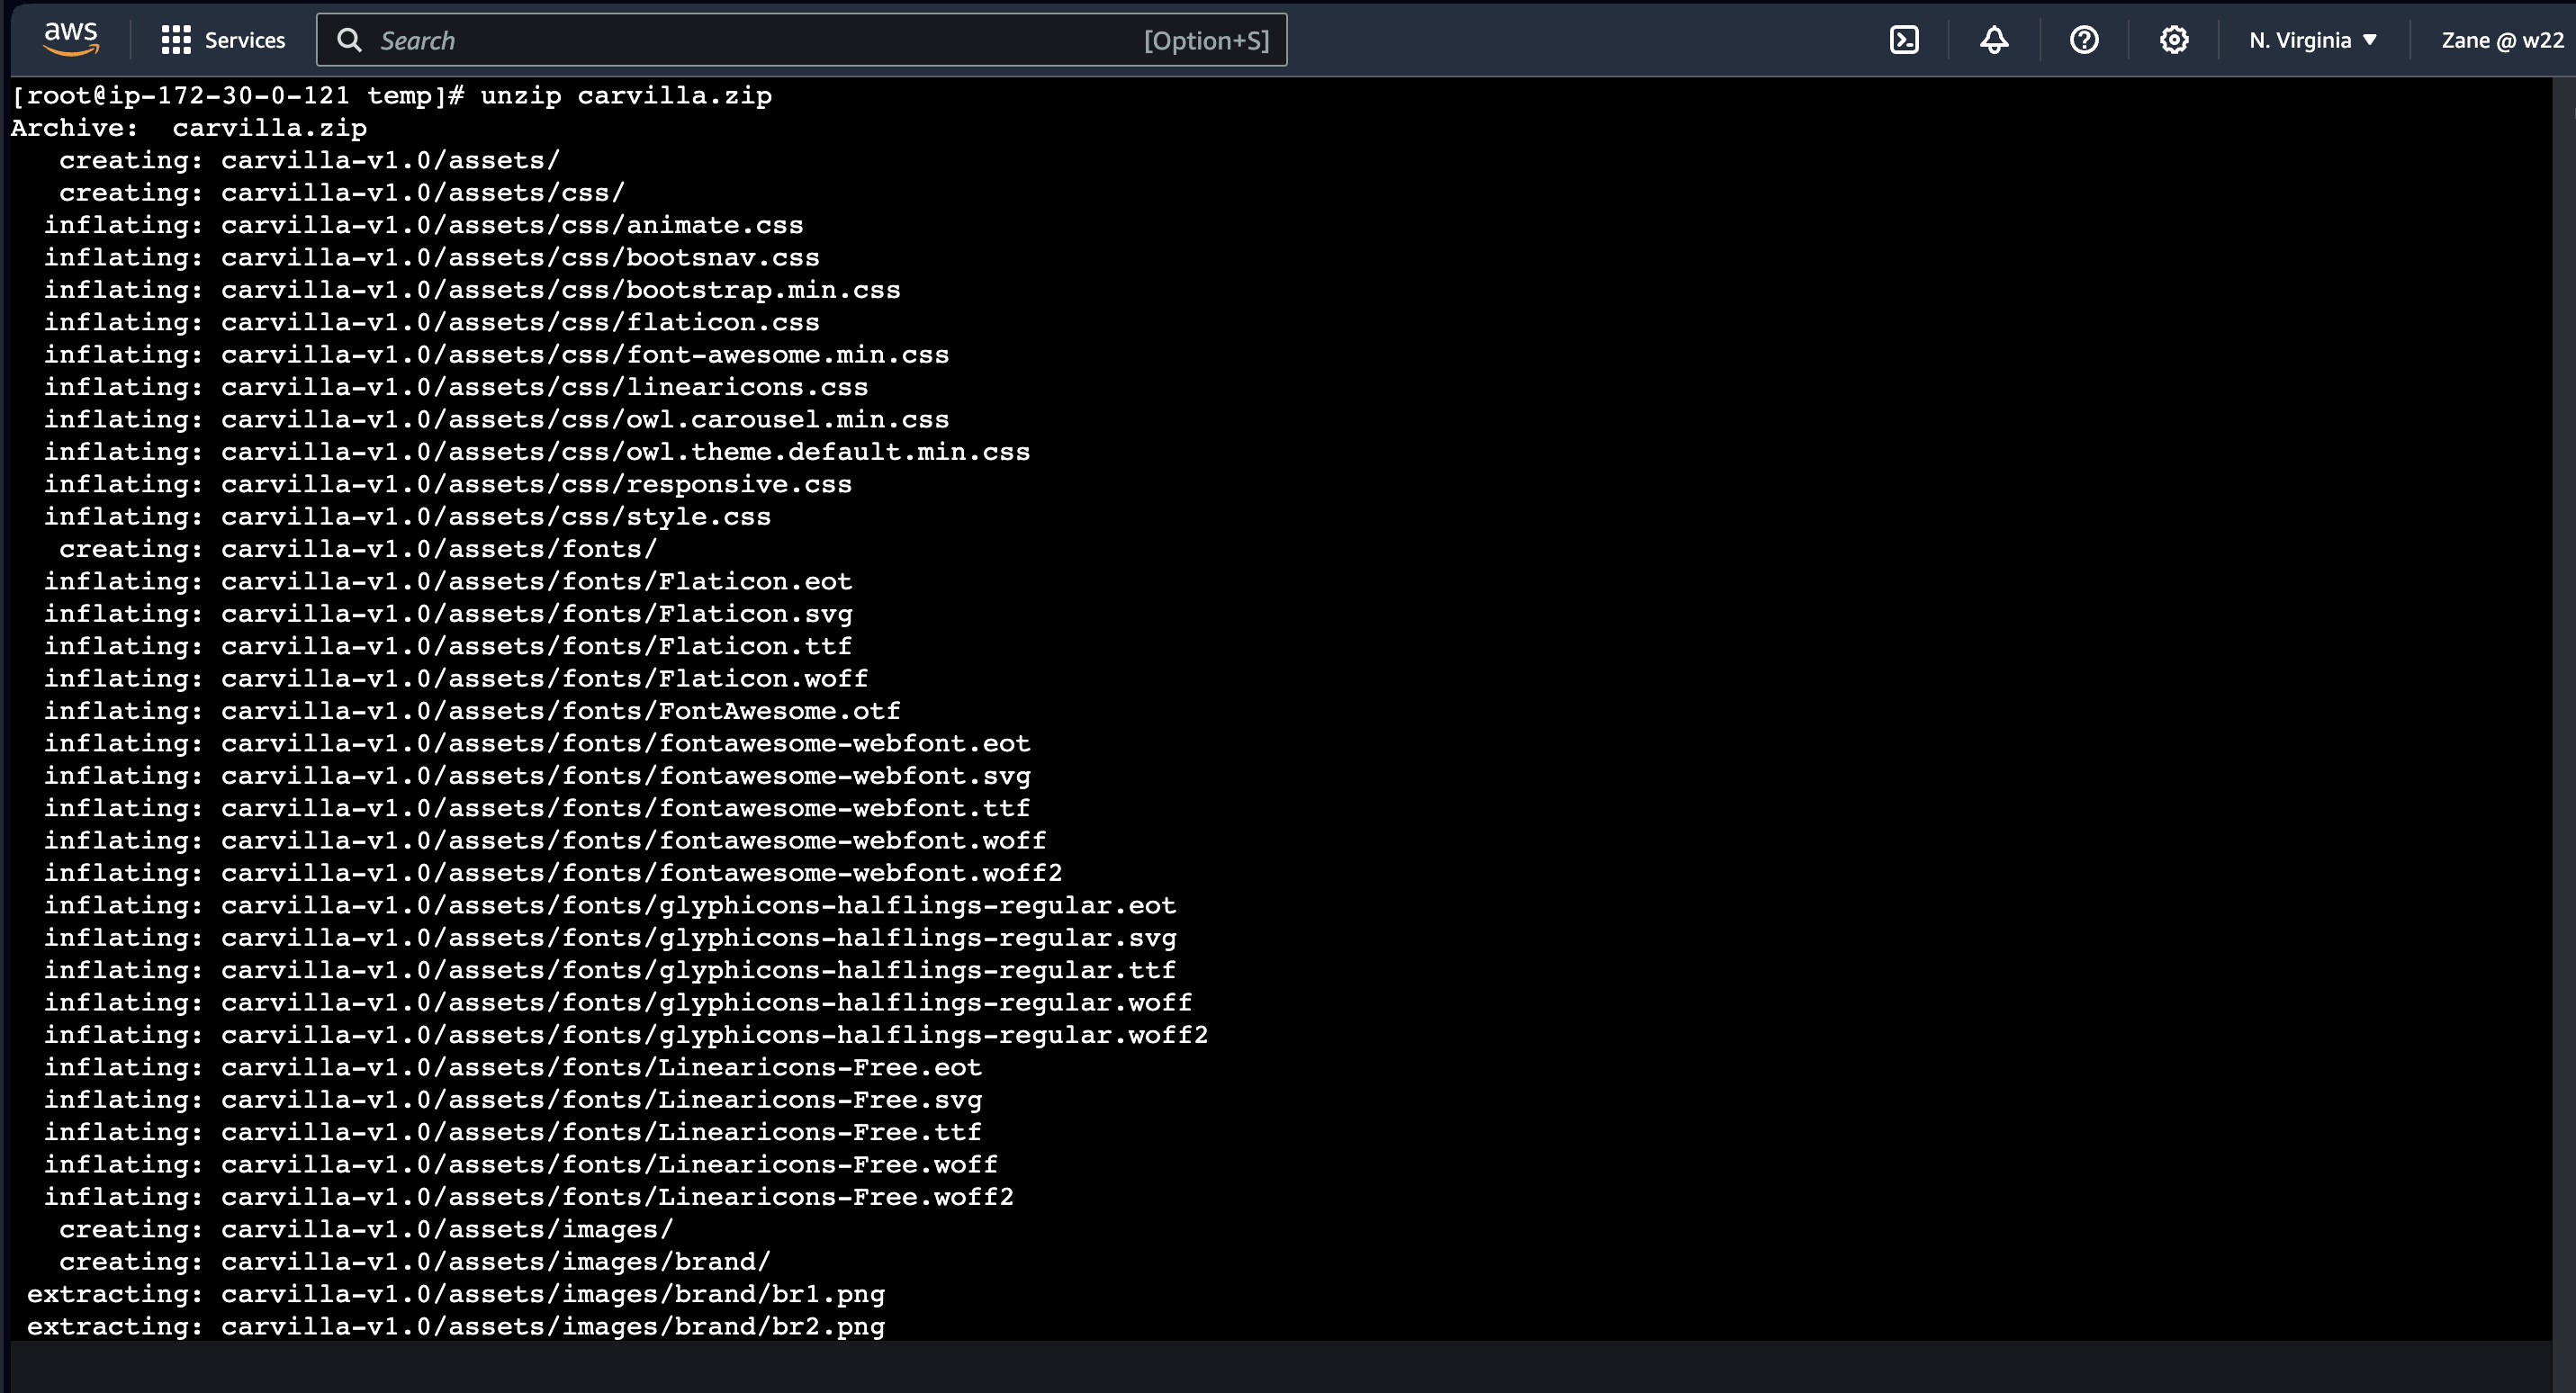 aws Services Search [Option+S] N. Virginia Zane @ w22
[root@ip-172-30-0-121 temp]# unzip carvilla.zip
Archive:  carvilla.zip
   creating: carvilla-v1.0/assets/
   creating: carvilla-v1.0/assets/css/
  inflating: carvilla-v1.0/assets/css/animate.css
  inflating: carvilla-v1.0/assets/css/bootsnav.css
  inflating: carvilla-v1.0/assets/css/bootstrap.min.css
  inflating: carvilla-v1.0/assets/css/flaticon.css
  inflating: carvilla-v1.0/assets/css/font-awesome.min.css
  inflating: carvilla-v1.0/assets/css/linearicons.css
  inflating: carvilla-v1.0/assets/css/owl.carousel.min.css
  inflating: carvilla-v1.0/assets/css/owl.theme.default.min.css
  inflating: carvilla-v1.0/assets/css/responsive.css
  inflating: carvilla-v1.0/assets/css/style.css
   creating: carvilla-v1.0/assets/fonts/
  inflating: carvilla-v1.0/assets/fonts/Flaticon.eot
  inflating: carvilla-v1.0/assets/fonts/Flaticon.svg
  inflating: carvilla-v1.0/assets/fonts/Flaticon.ttf
  inflating: carvilla-v1.0/assets/fonts/Flaticon.woff
  inflating: carvilla-v1.0/assets/fonts/FontAwesome.otf
  inflating: carvilla-v1.0/assets/fonts/fontawesome-webfont.eot
  inflating: carvilla-v1.0/assets/fonts/fontawesome-webfont.svg
  inflating: carvilla-v1.0/assets/fonts/fontawesome-webfont.ttf
  inflating: carvilla-v1.0/assets/fonts/fontawesome-webfont.woff
  inflating: carvilla-v1.0/assets/fonts/fontawesome-webfont.woff2
  inflating: carvilla-v1.0/assets/fonts/glyphicons-halflings-regular.eot
  inflating: carvilla-v1.0/assets/fonts/glyphicons-halflings-regular.svg
  inflating: carvilla-v1.0/assets/fonts/glyphicons-halflings-regular.ttf
  inflating: carvilla-v1.0/assets/fonts/glyphicons-halflings-regular.woff
  inflating: carvilla-v1.0/assets/fonts/glyphicons-halflings-regular.woff2
  inflating: carvilla-v1.0/assets/fonts/Linearicons-Free.eot
  inflating: carvilla-v1.0/assets/fonts/Linearicons-Free.svg
  inflating: carvilla-v1.0/assets/fonts/Linearicons-Free.ttf
  inflating: carvilla-v1.0/assets/fonts/Linearicons-Free.woff
  inflating: carvilla-v1.0/assets/fonts/Linearicons-Free.woff2
   creating: carvilla-v1.0/assets/images/
   creating: carvilla-v1.0/assets/images/brand/
 extracting: carvilla-v1.0/assets/images/brand/br1.png
 extracting: carvilla-v1.0/assets/images/brand/br2.png